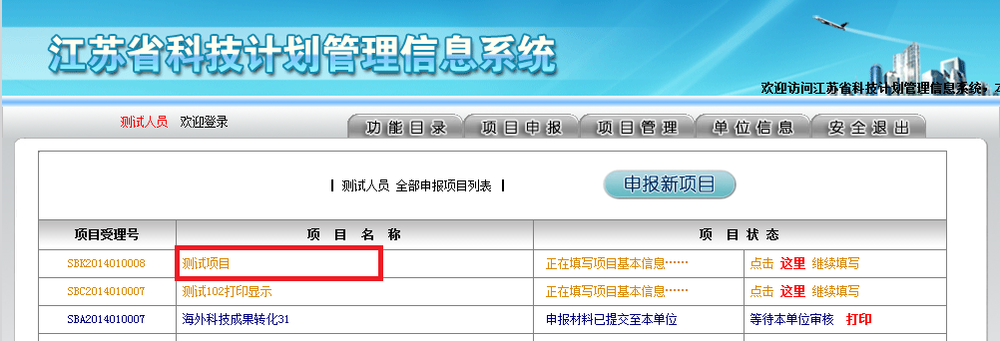 江苏省科技计划管理信息系统
欢迎访问江苏省科技计划管理信息系统，2
测试人员 欢迎登录 功能目录 项目申报 项目管理 单位信息 安全退出
| 测试人员 全部申报项目列表 | 申报新项目
项目受理号 项 目 名 称 项 目 状 态
SBK2014010008 测试项目 正在填写项目基本信息…… 点击 这里 继续填写
SBC2014010007 测试102打印显示 正在填写项目基本信息…… 点击 这里 继续填写
SBA2014010007 海外科技成果转化31 申报材料已提交至本单位 等待本单位审核 打印